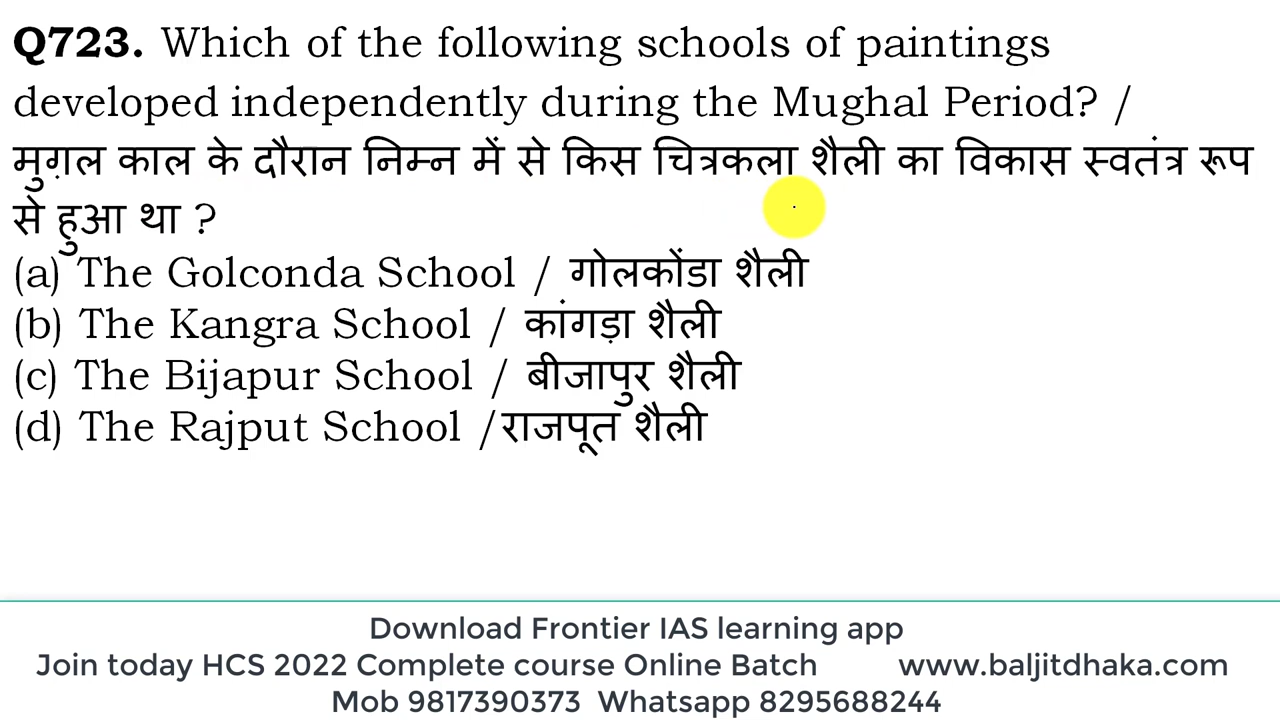 Q723. Which of the following schools of paintings
developed independently during the Mughal Period? /
मुग़ल काल के दौरान निम्न में से किस चित्रकला शैली का विकास स्वतंत्र रूप
से हुआ था ?
(a) The Golconda School / गोलकोंडा शैली
(b) The Kangra School / कांगड़ा शैली
(c) The Bijapur School / बीजापुर शैली
(d) The Rajput School /राजपूत शैली
Download Frontier IAS learning app
Join today HCS 2022 Complete course Online Batch www.baljitdhaka.com
Mob 9817390373 Whatsapp 8295688244